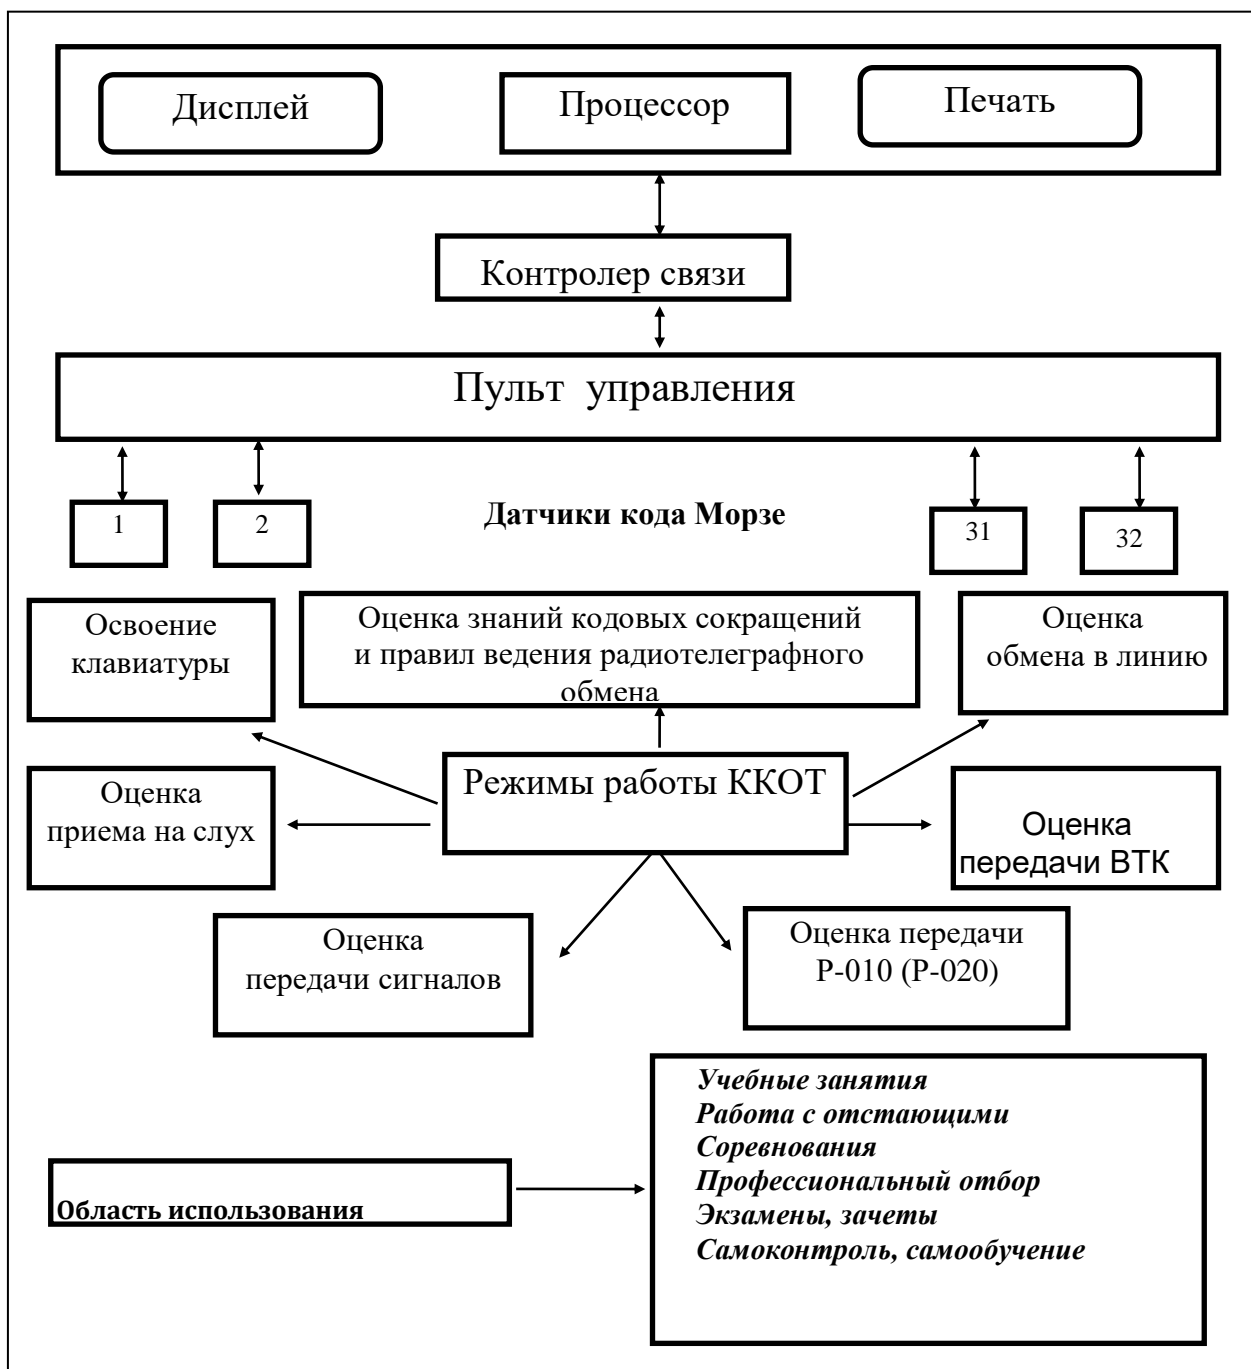 Дисплей
Процессор
Печать
Контролер связи
Пульт управления
1
2
Датчики кода Морзе
31
32
Освоение
клавиатуры
Оценка знаний кодовых сокращений
и правил ведения радиотелеграфного
обмена
Оценка
обмена в линию
Режимы работы ККОТ
Оценка
приема на слух
Оценка
передачи ВТК
Оценка
передачи сигналов
Оценка передачи
Р-010 (Р-020)
Область использования
Учебные занятия
Работа с отстающими
Соревнования
Профессиональный отбор
Экзамены, зачеты
Самоконтроль, самообучение